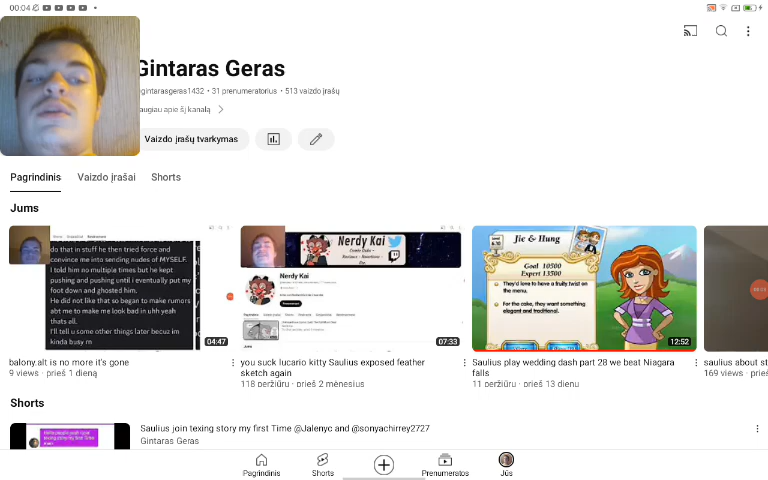 00:04
Gintaras Geras
gintarasgeras1432 • 31 prenumeratorius • 513 vaizdo įrašų
augiau apie šį kanalą
Vaizdo įrašų tvarkymas
Pagrindinis Vaizdo įrašai Shorts
Jums
do that in stuff he then tried force and
convince me into sending nudes of MYSELF.
I told him no multiple times but he kept
pushing and pushing until i eventually put my
foot down and ghosted him.
He did not like that so began to make rumors
abt me to make me look bad in uhh yeah
thats all.
I'll tell u some other things later becuz im
kinda busy rn
04:47
Nerdy Kai
Nerdy Kai
07:33
Jic & Hung
Goal 10500
Expert 13500
They'd love to have a fruity twist on
the menu.
For the cake, they want something
elegant and traditional.
12:52
balony.alt is no more it's gone
9 views · prieš 1 dieną
you suck lucario kitty Saulius exposed feather
sketch again
118 peržiūrų · prieš 2 mėnesius
Saulius play wedding dash part 28 we beat Niagara
falls
11 peržiūrų · prieš 13 dienų
saulius about st
169 views · prieš
Shorts
Saulius join texing story my first Time @Jalenyc and @sonyachirrey2727
Gintaras Geras
Pagrindinis Shorts Prenumeratos Jūs